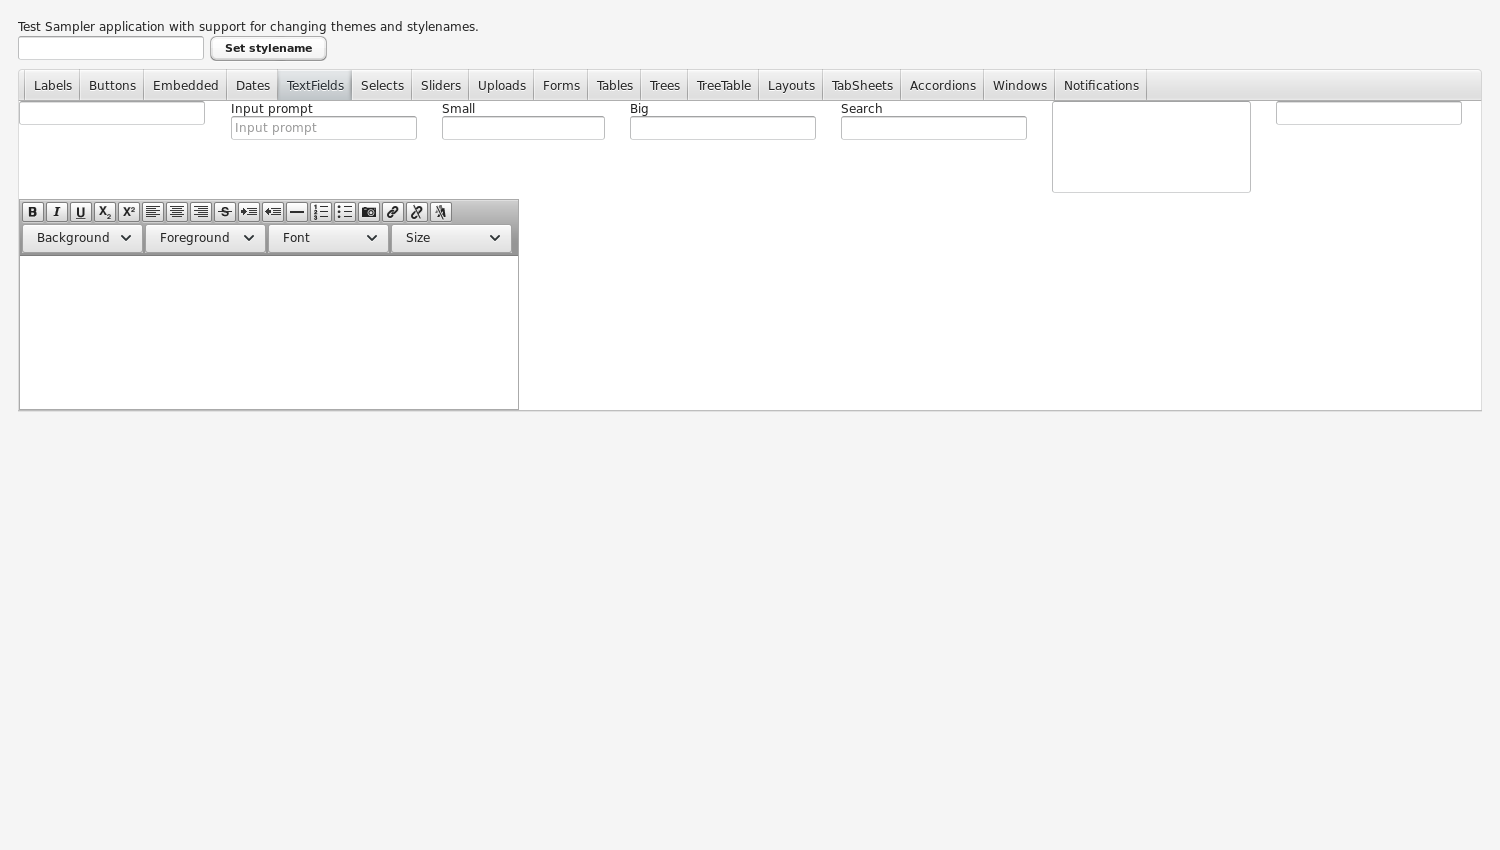 Test Sampler application with support for changing themes and stylenames.
Set stylename
Labels Buttons Embedded Dates TextFields Selects Sliders Uploads Forms Tables Trees TreeTable Layouts TabSheets Accordions Windows Notifications
Input prompt Small Big Search
Input prompt
B I U X₂ X² S
Background Foreground Font Size